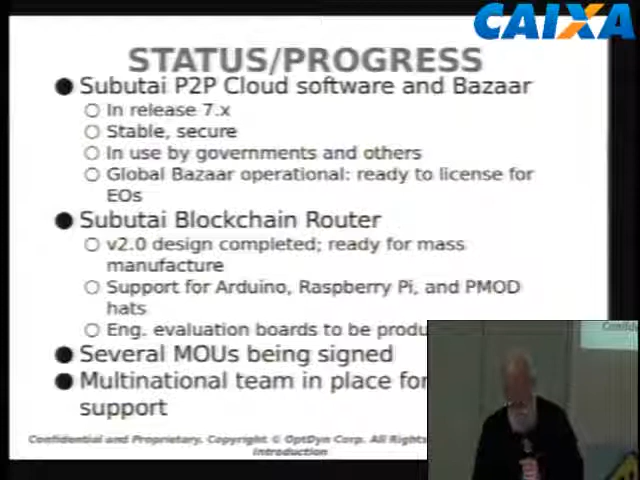 CAIXA
STATUS/PROGRESS
Subutai P2P Cloud software and Bazaar
In release 7.x
Stable, secure
In use by governments and others
Global Bazaar operational: ready to license for
EOs
Subutai Blockchain Router
v2.0 design completed; ready for mass
manufacture
Support for Arduino, Raspberry Pi, and PMOD
hats
Eng. evaluation boards to be produ
Several MOUs being signed
Multinational team in place for
support
Confidential and Proprietary. Copyright © OptDyn Corp. All Rights
Introduction